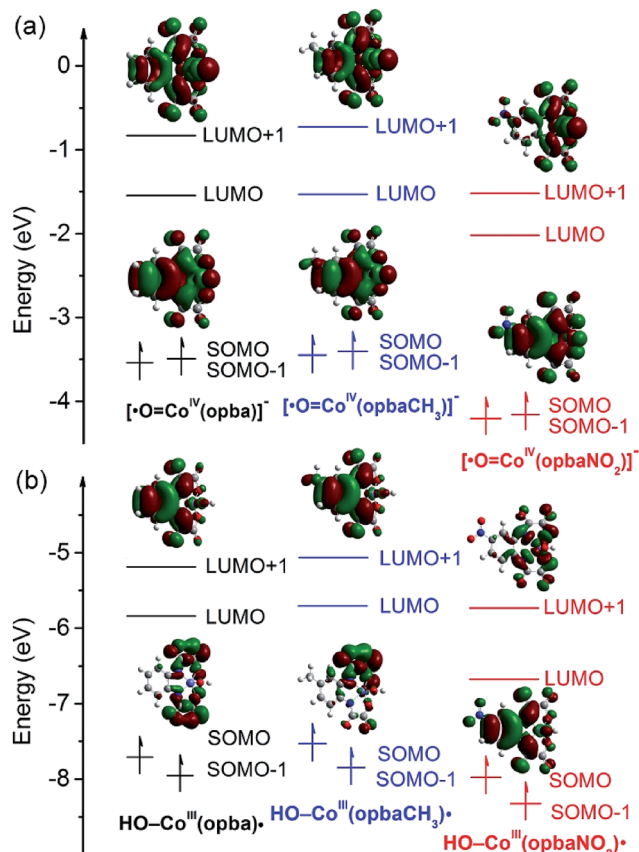 (a)
0
-1
-2
-3
-4
Energy (eV)
LUMO+1
LUMO
SOMO
SOMO-1
[•O=Co^IV(opba)]^-
LUMO+1
LUMO
SOMO
SOMO-1
[•O=Co^IV(opbaCH₃)]^-
LUMO+1
LUMO
SOMO
SOMO-1
[•O=Co^IV(opbaNO₂)]^-
(b)
-5
-6
-7
-8
Energy (eV)
LUMO+1
LUMO
SOMO
SOMO-1
HO–Co^III(opba)•
LUMO+1
LUMO
SOMO
SOMO-1
HO–Co^III(opbaCH₃)•
LUMO+1
LUMO
SOMO
SOMO-1
HO–Co^III(opbaNO₂)•